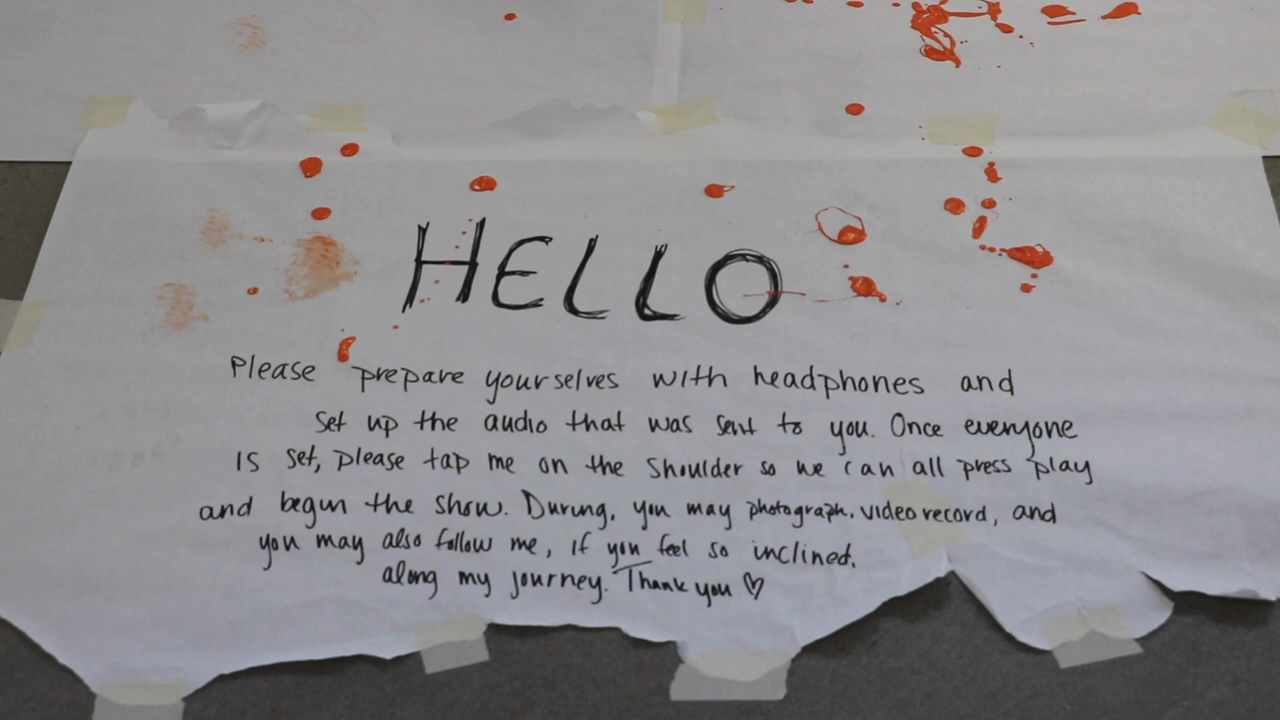 HELLO
Please prepare yourselves with headphones and
set up the audio that was sent to you. Once everyone
is set, please tap me on the shoulder so we can all press play
and begin the show. During, you may photograph, video record, and
you may also follow me, if you feel so inclined,
along my journey. Thank you ♡